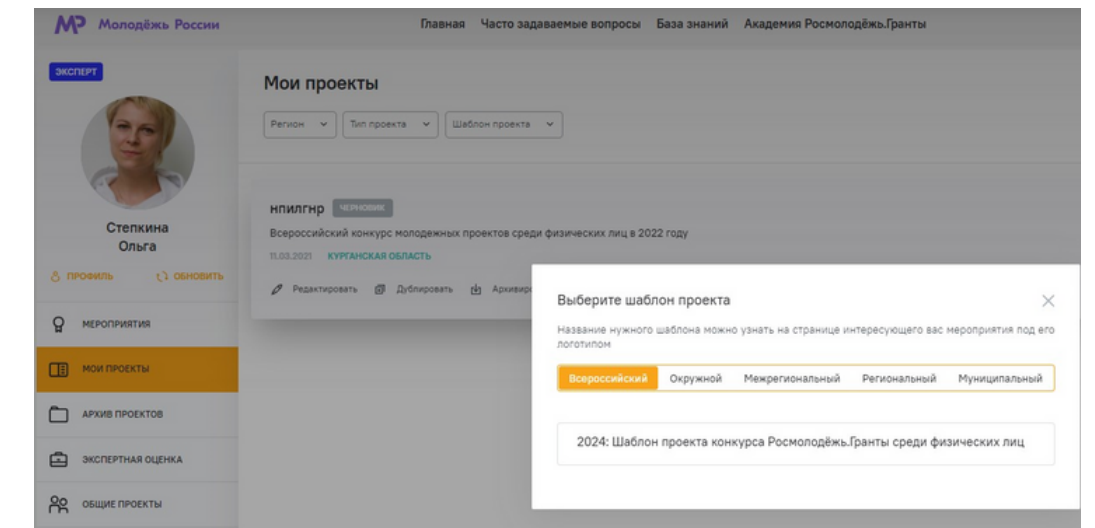 МР Молодёжь России
Главная Часто задаваемые вопросы База знаний Академия Росмолодёжь.Гранты
ЭКСПЕРТ
Степкина
Ольга
ПРОФИЛЬ ОБНОВИТЬ
МЕРОПРИЯТИЯ
МОИ ПРОЕКТЫ
АРХИВ ПРОЕКТОВ
ЭКСПЕРТНАЯ ОЦЕНКА
ОБЩИЕ ПРОЕКТЫ
Мои проекты
Регион Тип проекта Шаблон проекта
нпилгнр ЧЕРНОВИК
Всероссийский конкурс молодежных проектов среди физических лиц в 2022 году
11.03.2021 КУРГАНСКАЯ ОБЛАСТЬ
Редактировать Дублировать Архивир
Выберите шаблон проекта
Название нужного шаблона можно узнать на странице интересующего вас мероприятия под его
логотипом
Всероссийский Окружной Межрегиональный Региональный Муниципальный
2024: Шаблон проекта конкурса Росмолодёжь.Гранты среди физических лиц